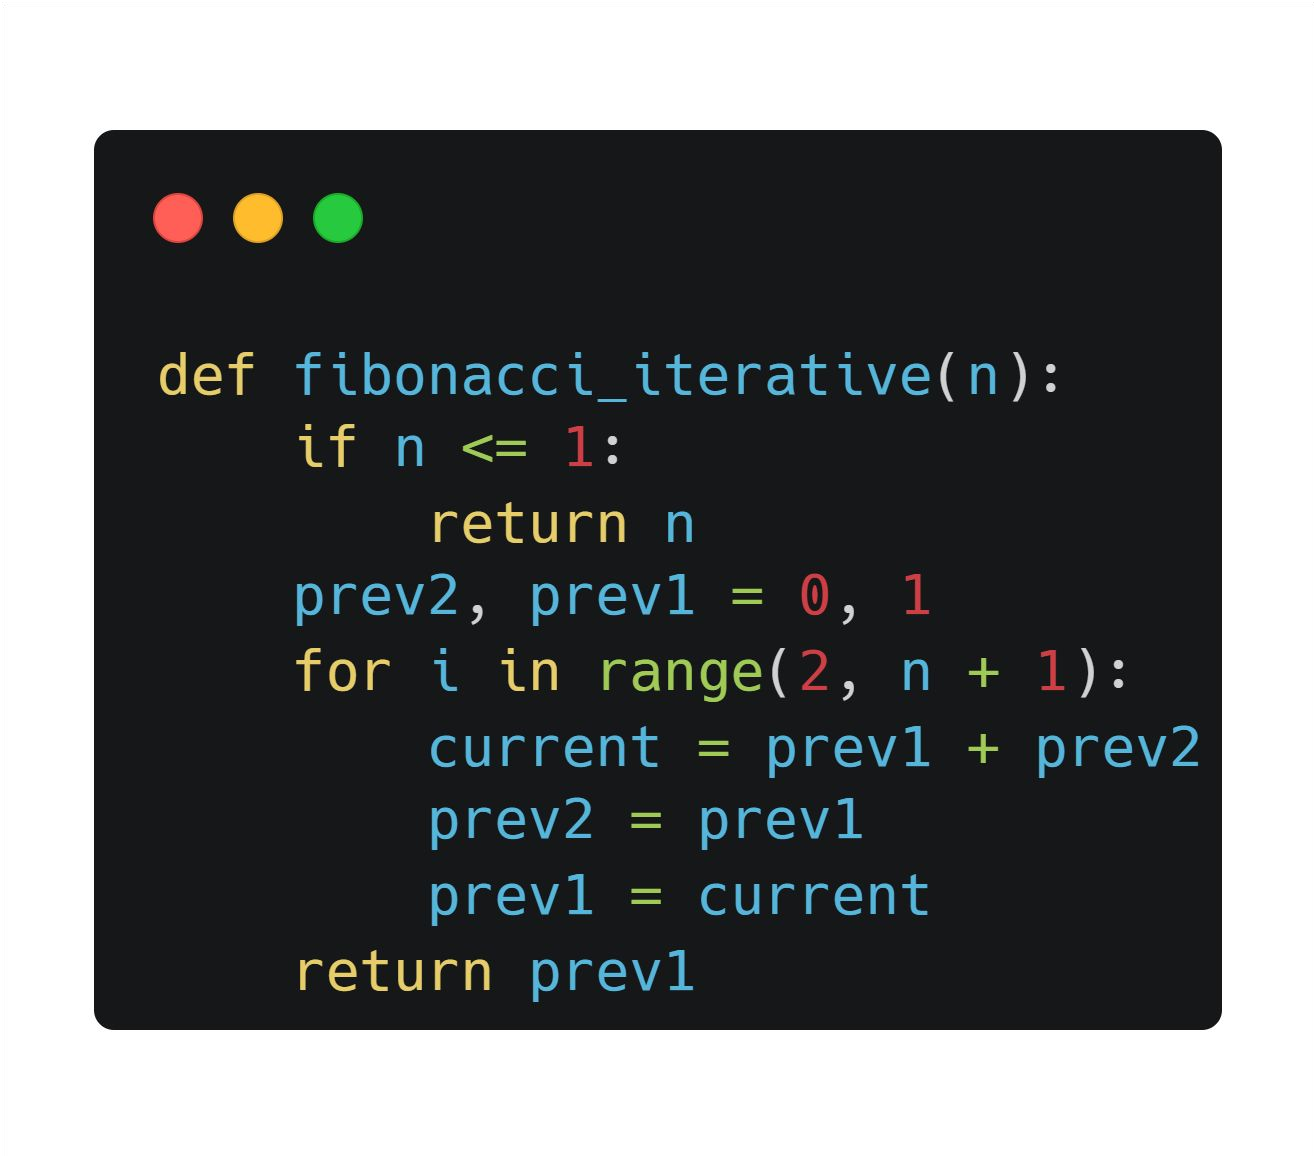 def fibonacci_iterative(n):
    if n <= 1:
        return n
    prev2, prev1 = 0, 1
    for i in range(2, n + 1):
        current = prev1 + prev2
        prev2 = prev1
        prev1 = current
    return prev1